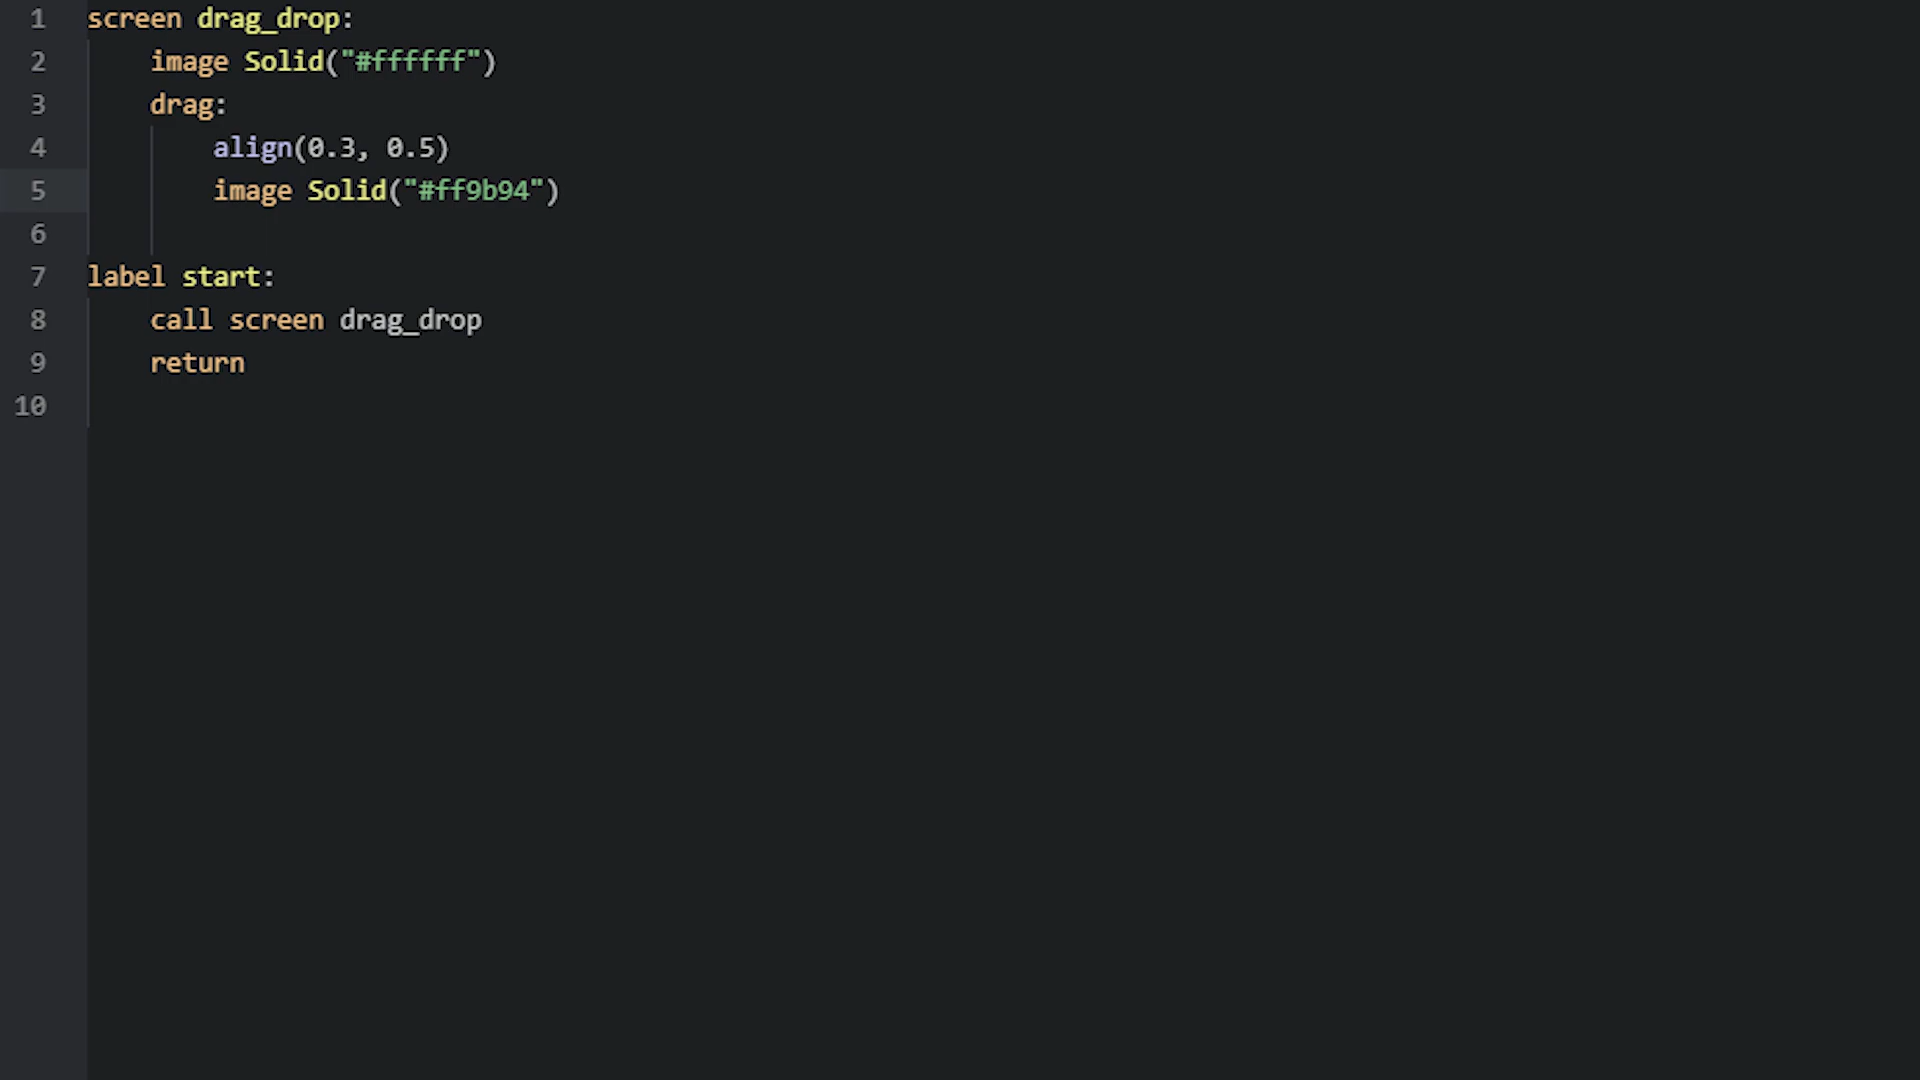 1 screen drag_drop:
2 image Solid("#ffffff")
3 drag:
4 align(0.3, 0.5)
5 image Solid("#ff9b94")
6
7 label start:
8 call screen drag_drop
9 return
10